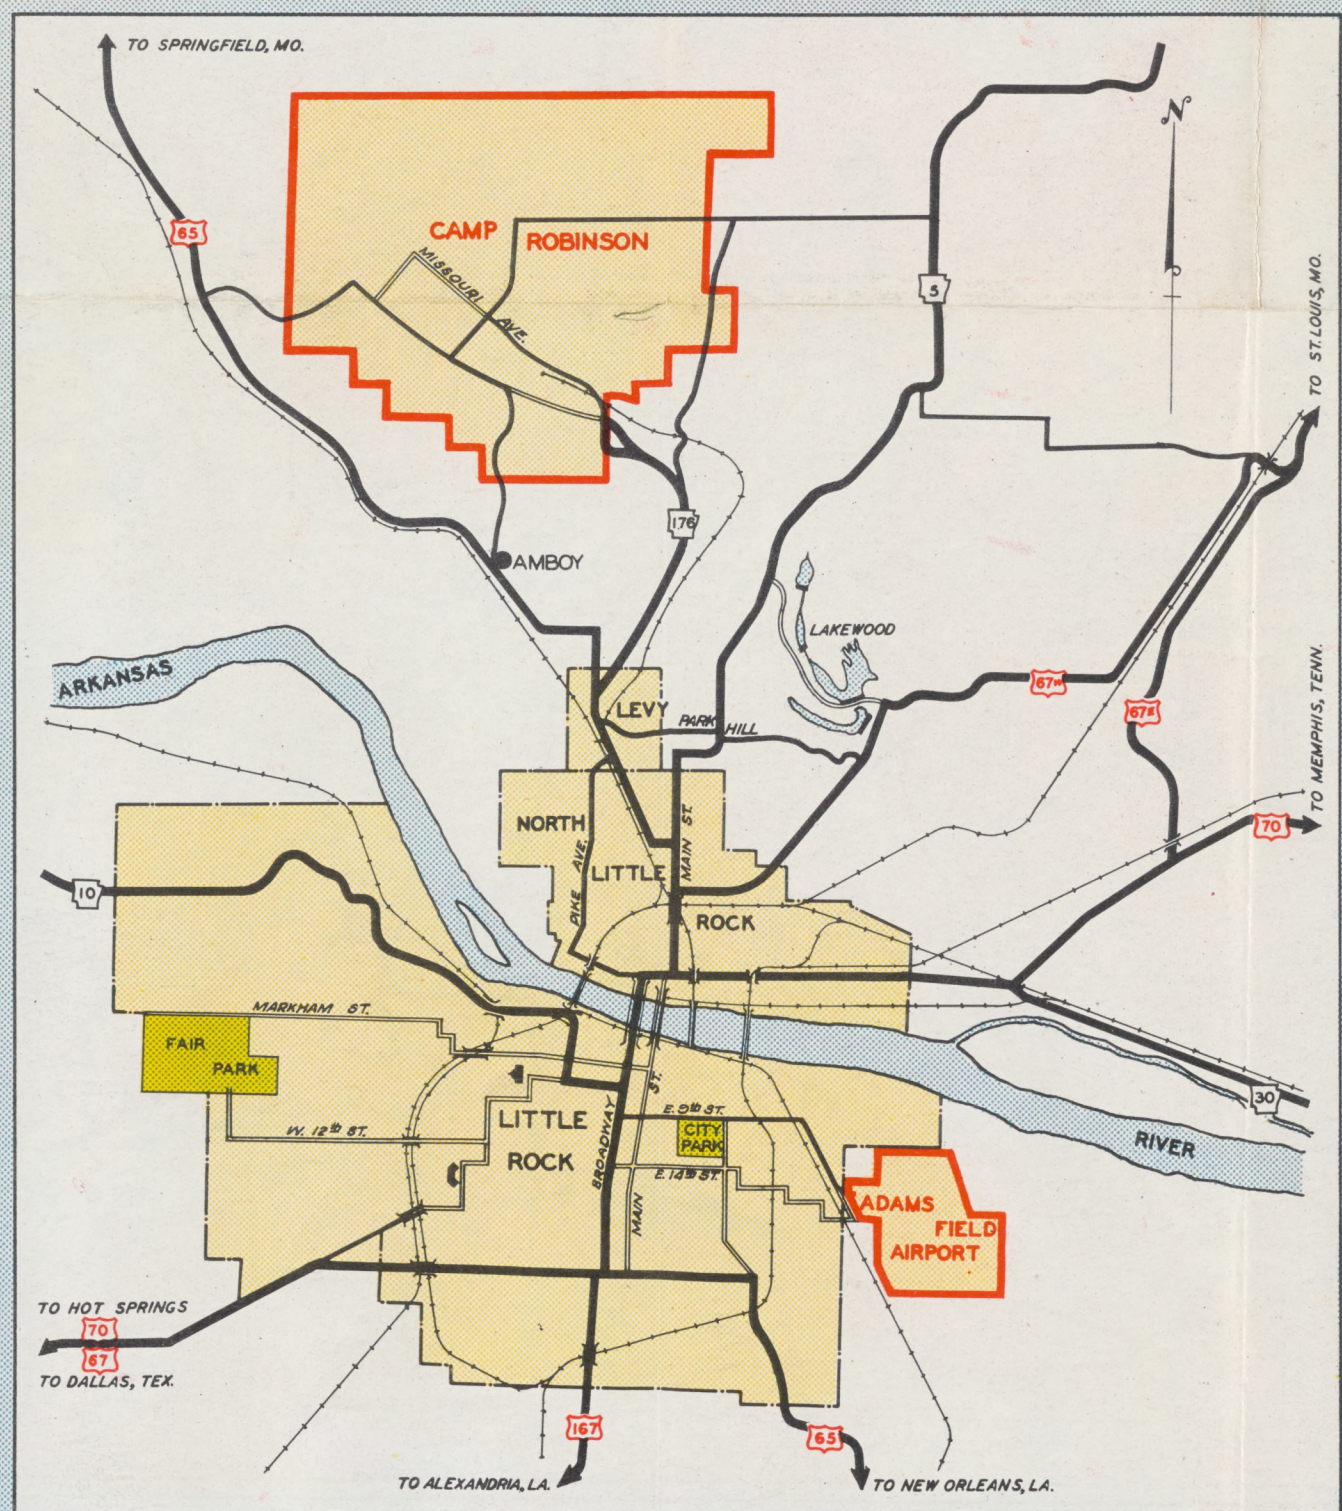 TO SPRINGFIELD, MO.
N
65
CAMP ROBINSON
MISSOURI AVE.
5
TO ST. LOUIS, MO.
176
AMBOY
LAKEWOOD
ARKANSAS
67W
67E
LEVY
PARK HILL
TO MEMPHIS, TENN.
70
NORTH
LITTLE
ROCK
PIKE AVE.
MAIN ST.
10
MARKHAM ST.
FAIR
PARK
30
LITTLE
ROCK
W. 12TH ST.
BROADWAY
MAIN
ST.
E. 9TH ST.
CITY
PARK
E. 14TH ST.
RIVER
ADAMS
FIELD
AIRPORT
TO HOT SPRINGS
70
67
TO DALLAS, TEX.
167
65
TO ALEXANDRIA, LA.
TO NEW ORLEANS, LA.